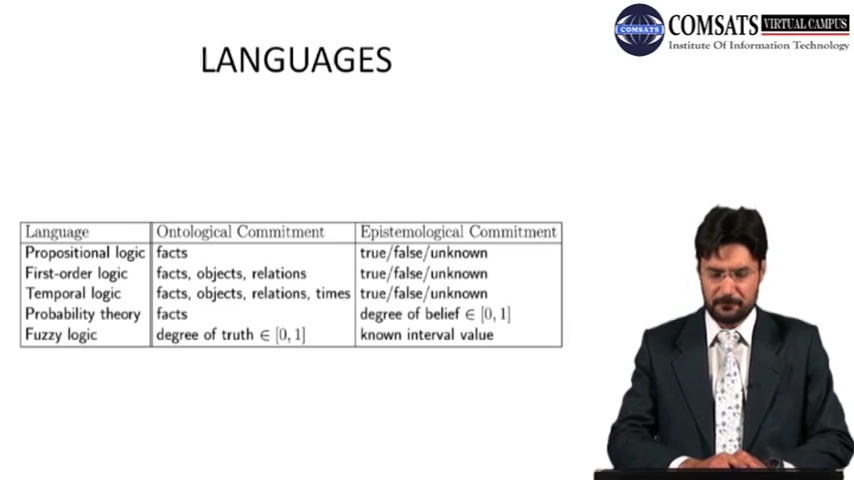 COMSATS VIRTUAL CAMPUS
COMSATS
Institute Of Information Technology
LANGUAGES
Language Ontological Commitment Epistemological Commitment
Propositional logic facts true/false/unknown
First-order logic facts, objects, relations true/false/unknown
Temporal logic facts, objects, relations, times true/false/unknown
Probability theory facts degree of belief ∈ [0, 1]
Fuzzy logic degree of truth ∈ [0, 1] known interval value